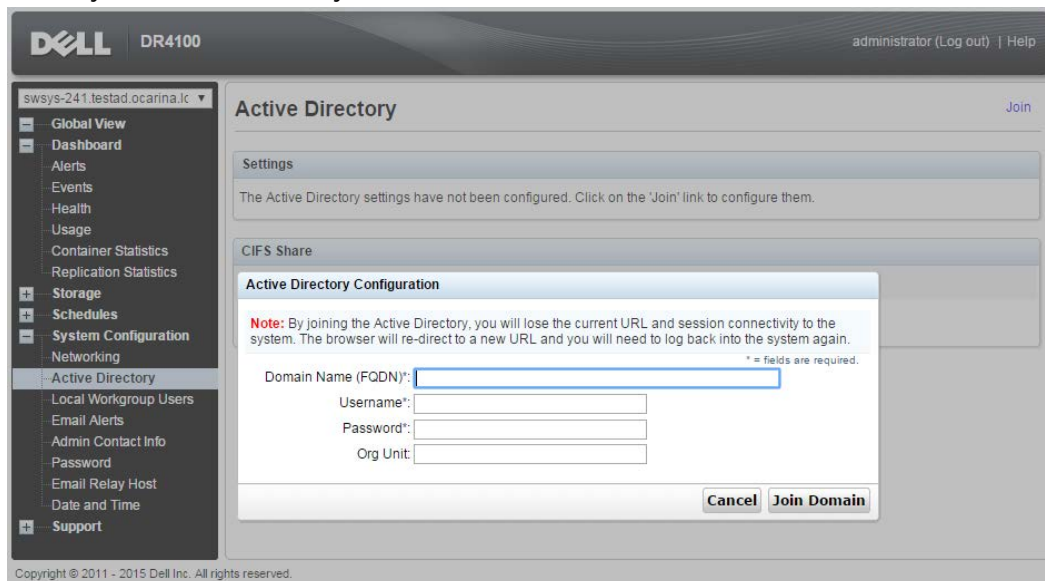 DELL DR4100
administrator (Log out) | Help
swsys-241.testad.ocarina.lc
Global View
Dashboard
Alerts
Events
Health
Usage
Container Statistics
Replication Statistics
Storage
Schedules
System Configuration
Networking
Active Directory
Local Workgroup Users
Email Alerts
Admin Contact Info
Password
Email Relay Host
Date and Time
Support
Active Directory
Join
Settings
The Active Directory settings have not been configured. Click on the 'Join' link to configure them.
CIFS Share
Active Directory Configuration
Note: By joining the Active Directory, you will lose the current URL and session connectivity to the
system. The browser will re-direct to a new URL and you will need to log back into the system again.
* = fields are required.
Domain Name (FQDN)*:
Username*:
Password*:
Org Unit:
Cancel Join Domain
Copyright © 2011 - 2015 Dell Inc. All rights reserved.